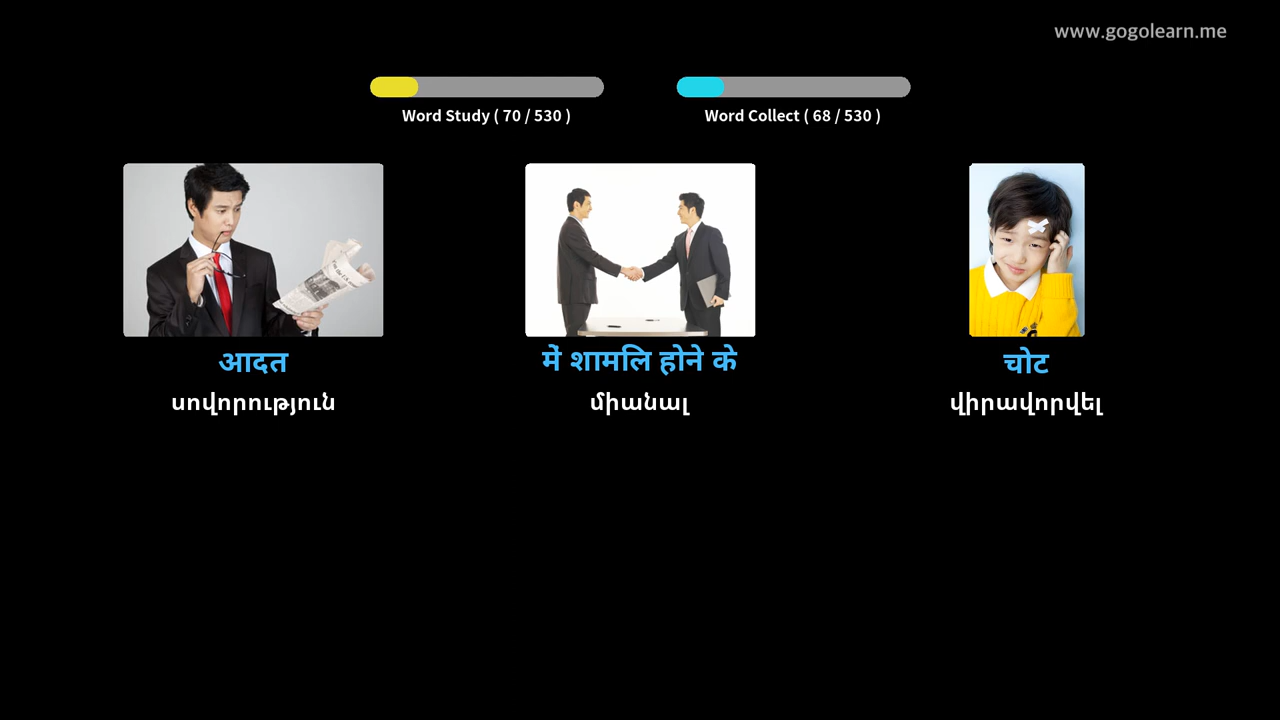 www.gogolearn.me
Word Study ( 70 / 530 )
Word Collect ( 68 / 530 )
आदत
में शामलि होने के
चोट
սովորություն
միանալ
վիրավորվել